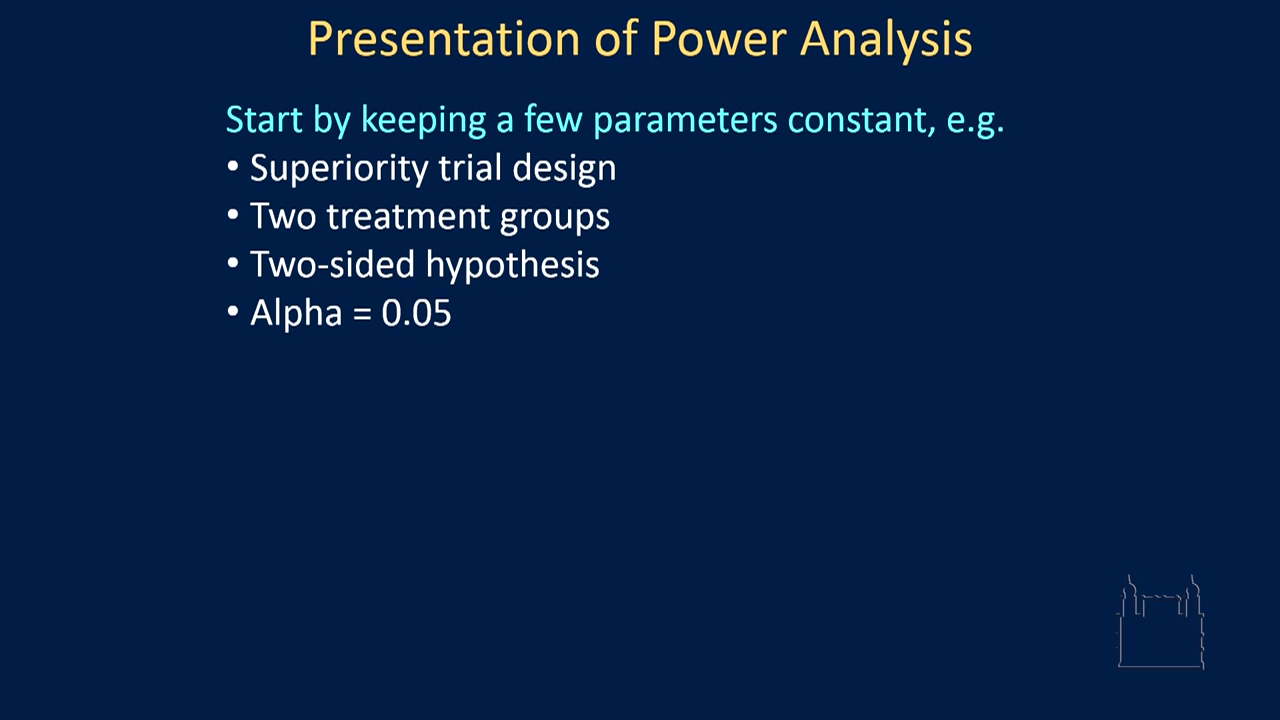 Presentation of Power Analysis
Start by keeping a few parameters constant, e.g.
• Superiority trial design
• Two treatment groups
• Two-sided hypothesis
• Alpha = 0.05